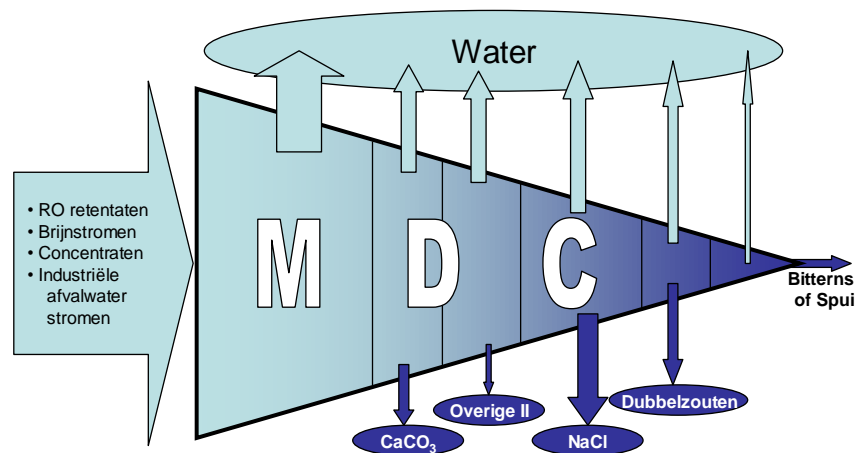 Water
• RO retentaten
• Brijnstromen
• Concentraten
• Industriële
afvalwater
stromen
M D C
Bitterns
of Spui
CaCO₃
Overige II
NaCl
Dubbelzouten